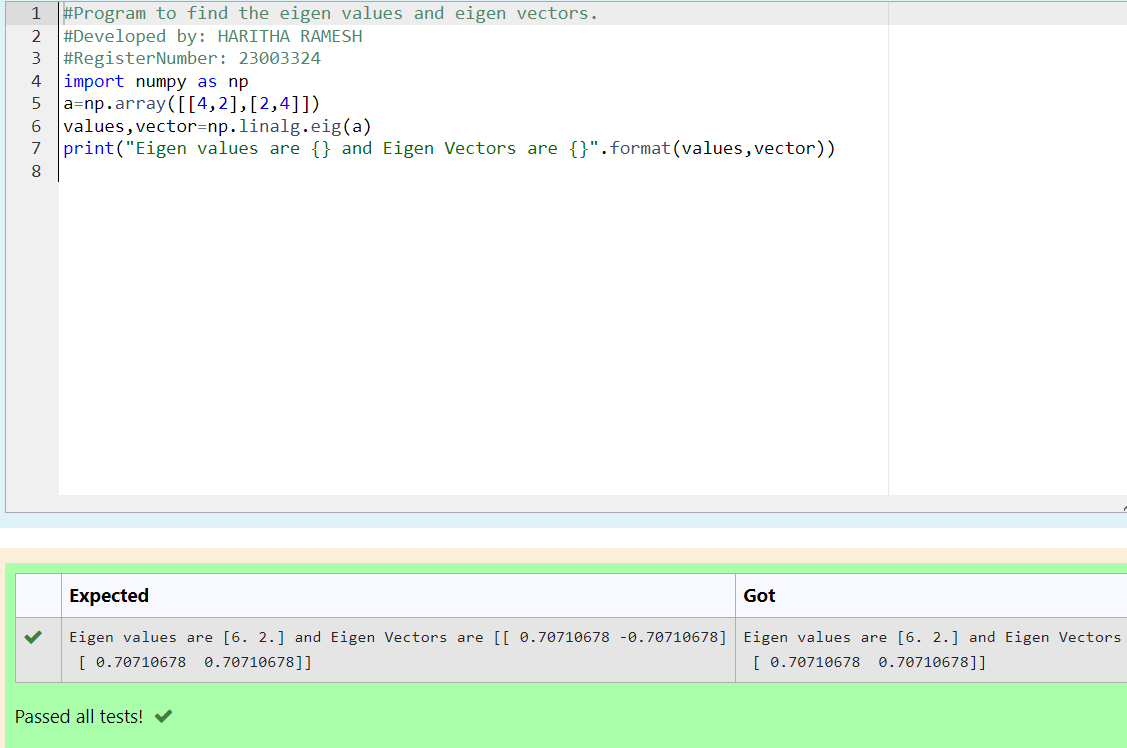 1 #Program to find the eigen values and eigen vectors.
2 #Developed by: HARITHA RAMESH
3 #RegisterNumber: 23003324
4 import numpy as np
5 a=np.array([[4,2],[2,4]])
6 values,vector=np.linalg.eig(a)
7 print("Eigen values are {} and Eigen Vectors are {}".format(values,vector))
8
Expected Got
Eigen values are [6. 2.] and Eigen Vectors are [[ 0.70710678 -0.70710678] Eigen values are [6. 2.] and Eigen Vectors
[ 0.70710678  0.70710678]] [ 0.70710678  0.70710678]]
Passed all tests!